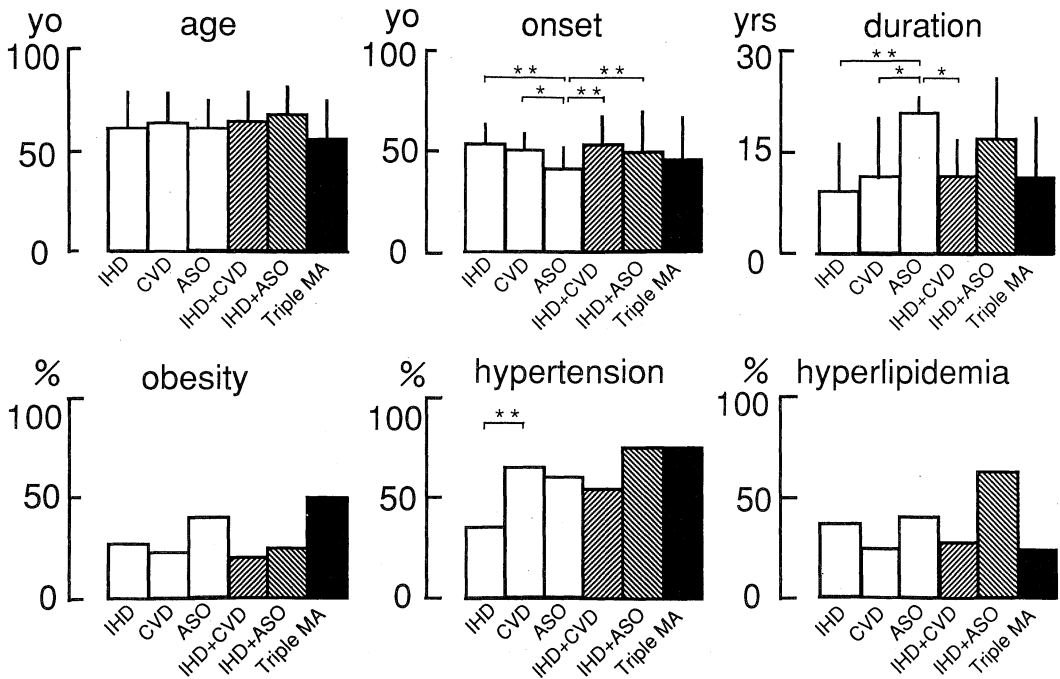 yo age
100
50
0
IHD CVD ASO IHD+CVD IHD+ASO Triple MA
yo onset
100
** **
* **
50
0
IHD CVD ASO IHD+CVD IHD+ASO Triple MA
yrs duration
30
**
* *
15
0
IHD CVD ASO IHD+CVD IHD+ASO Triple MA
% obesity
100
50
0
IHD CVD ASO IHD+CVD IHD+ASO Triple MA
% hypertension
100
**
50
0
IHD CVD ASO IHD+CVD IHD+ASO Triple MA
% hyperlipidemia
100
50
0
IHD CVD ASO IHD+CVD IHD+ASO Triple MA